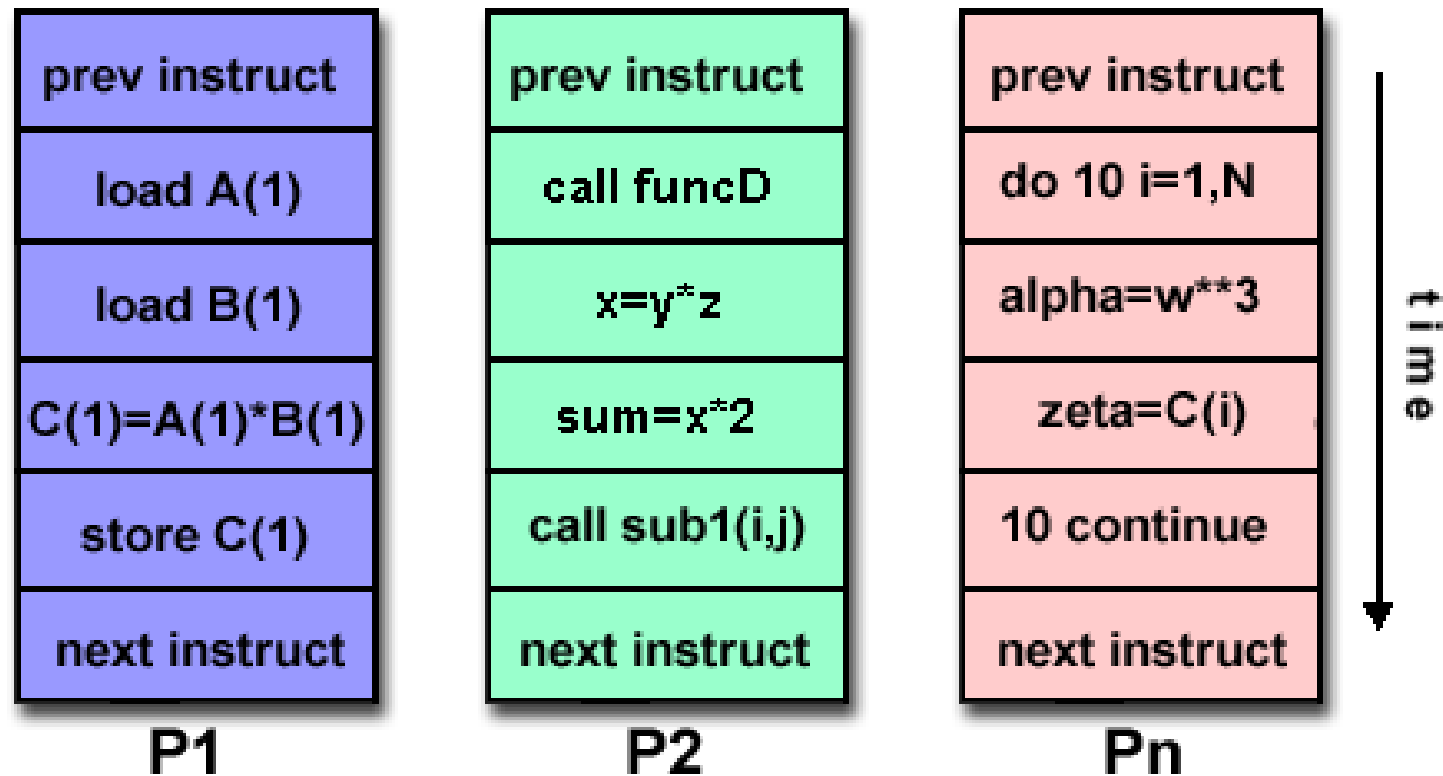 prev instruct
load A(1)
load B(1)
C(1)=A(1)*B(1)
store C(1)
next instruct
P1
prev instruct
call funcD
x=y*z
sum=x*2
call sub1(i,j)
next instruct
P2
prev instruct
do 10 i=1,N
alpha=w**3
zeta=C(i)
10 continue
next instruct
Pn
time